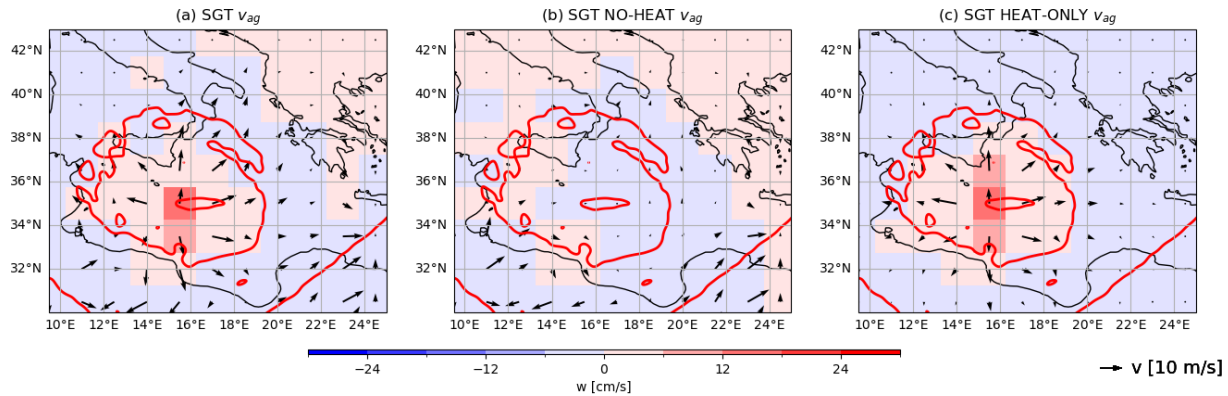 (a) SGT v_ag (b) SGT NO-HEAT v_ag (c) SGT HEAT-ONLY v_ag
42°N 42°N 42°N
40°N 40°N 40°N
38°N 38°N 38°N
36°N 36°N 36°N
34°N 34°N 34°N
32°N 32°N 32°N
10°E 12°E 14°E 16°E 18°E 20°E 22°E 24°E 10°E 12°E 14°E 16°E 18°E 20°E 22°E 24°E 10°E 12°E 14°E 16°E 18°E 20°E 22°E 24°E
−24 −12 0 12 24
w [cm/s]
v [10 m/s]